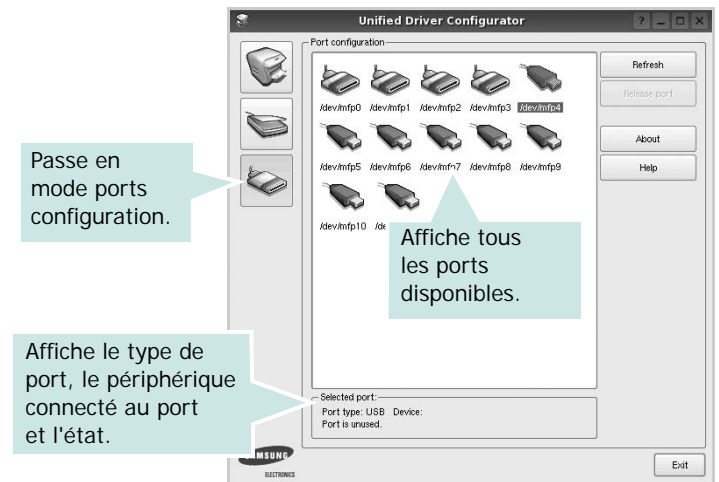 Unified Driver Configurator
Port configuration
/dev/mfp0 /dev/mfp1 /dev/mfp2 /dev/mfp3 /dev/mfp4
/dev/mfp5 /dev/mfp6 /dev/mfp7 /dev/mfp8 /dev/mfp9
/dev/mfp10
Refresh
Release port
About
Help
Passe en
mode ports
configuration.
Affiche tous
les ports
disponibles.
Affiche le type de
port, le périphérique
connecté au port
et l'état.
Selected port:
Port type: USB Device:
Port is unused.
ELECTRONICS
Exit